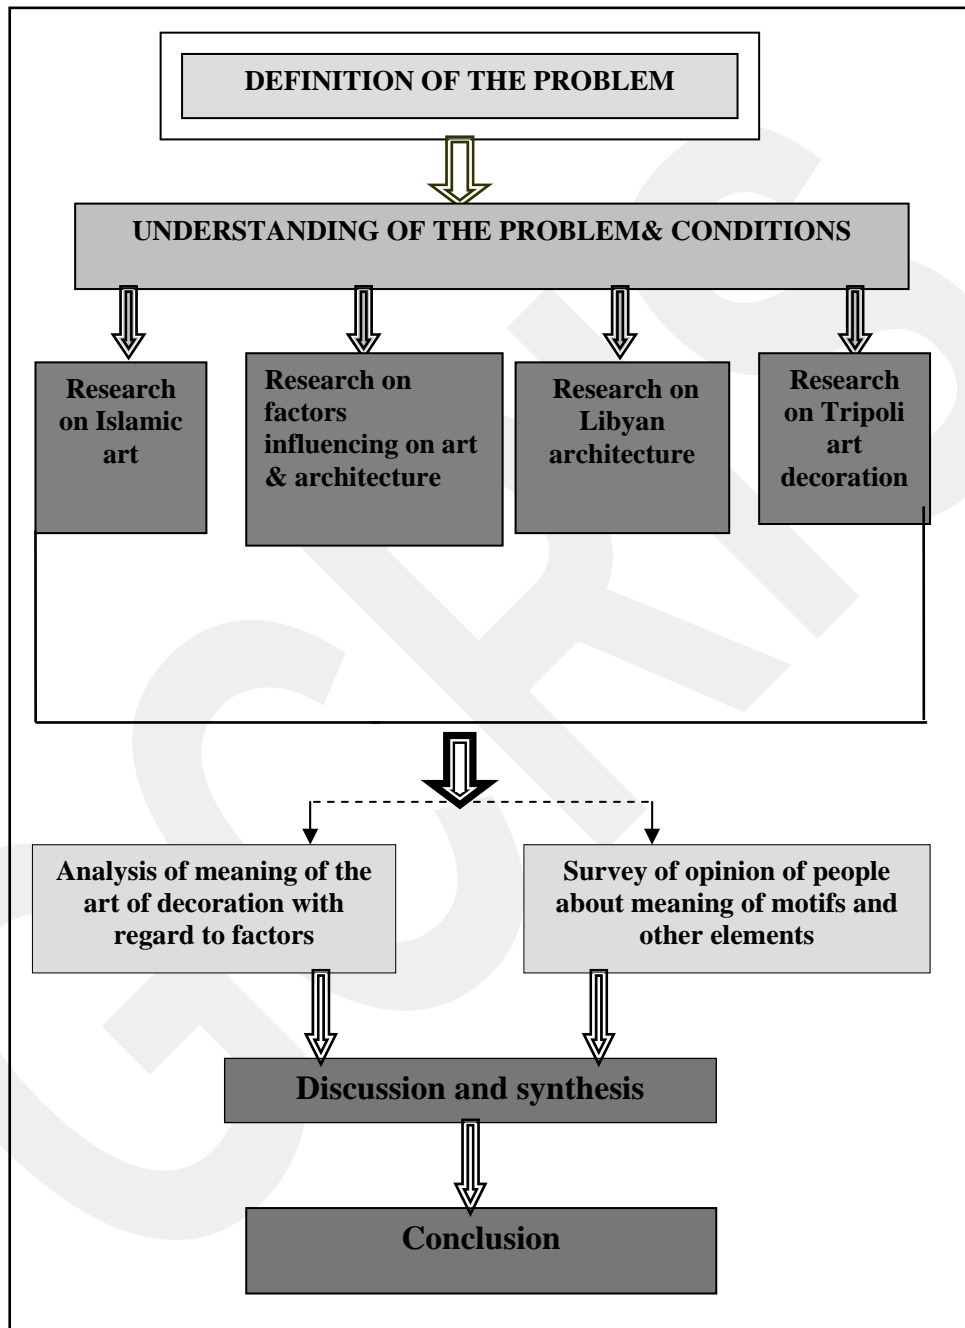 DEFINITION OF THE PROBLEM
UNDERSTANDING OF THE PROBLEM& CONDITIONS
Research
on Islamic
art
Research on
factors
influencing on art
& architecture
Research on
Libyan
architecture
Research
on Tripoli
art
decoration
Analysis of meaning of the
art of decoration with
regard to factors
Survey of opinion of people
about meaning of motifs and
other elements
Discussion and synthesis
Conclusion
GCRIS